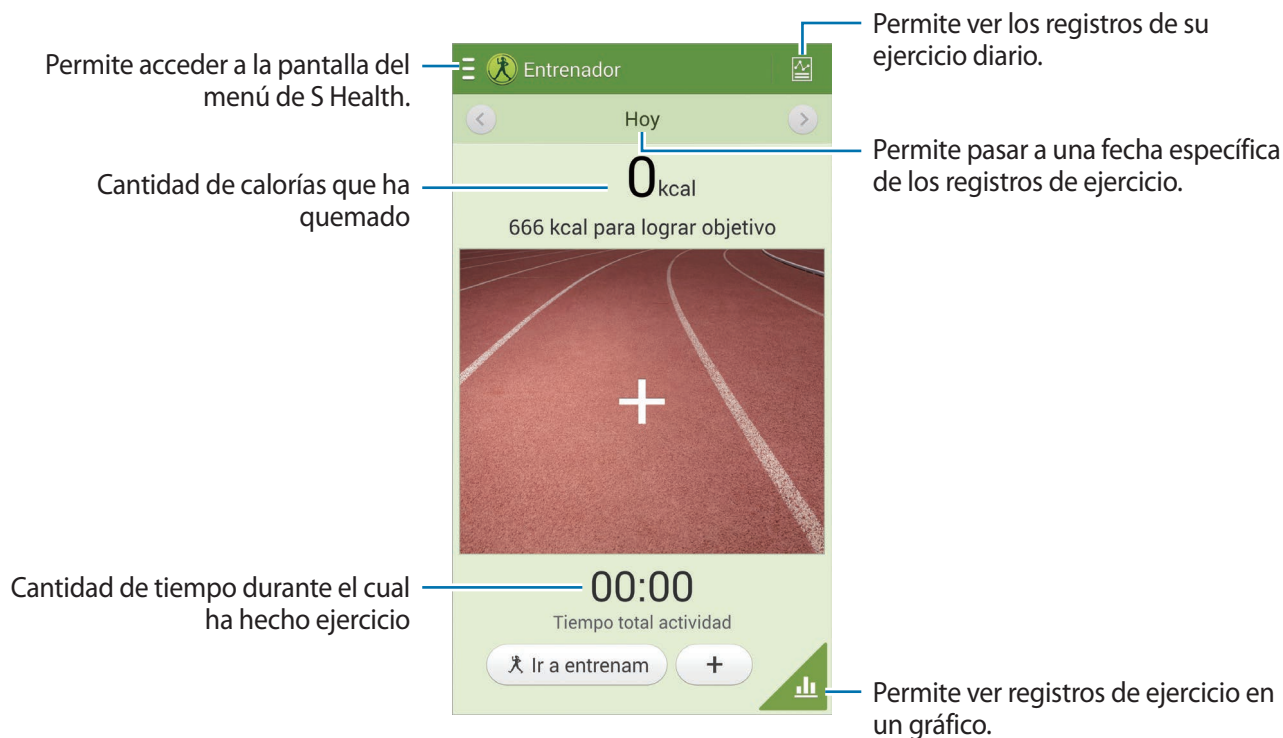 Permite ver los registros de su
ejercicio diario.
Permite acceder a la pantalla del
menú de S Health.
Entrenador
Hoy
Permite pasar a una fecha específica
de los registros de ejercicio.
Cantidad de calorías que ha
quemado
0 kcal
666 kcal para lograr objetivo
Cantidad de tiempo durante el cual
ha hecho ejercicio
00:00
Tiempo total actividad
Ir a entrenam
+
Permite ver registros de ejercicio en
un gráfico.